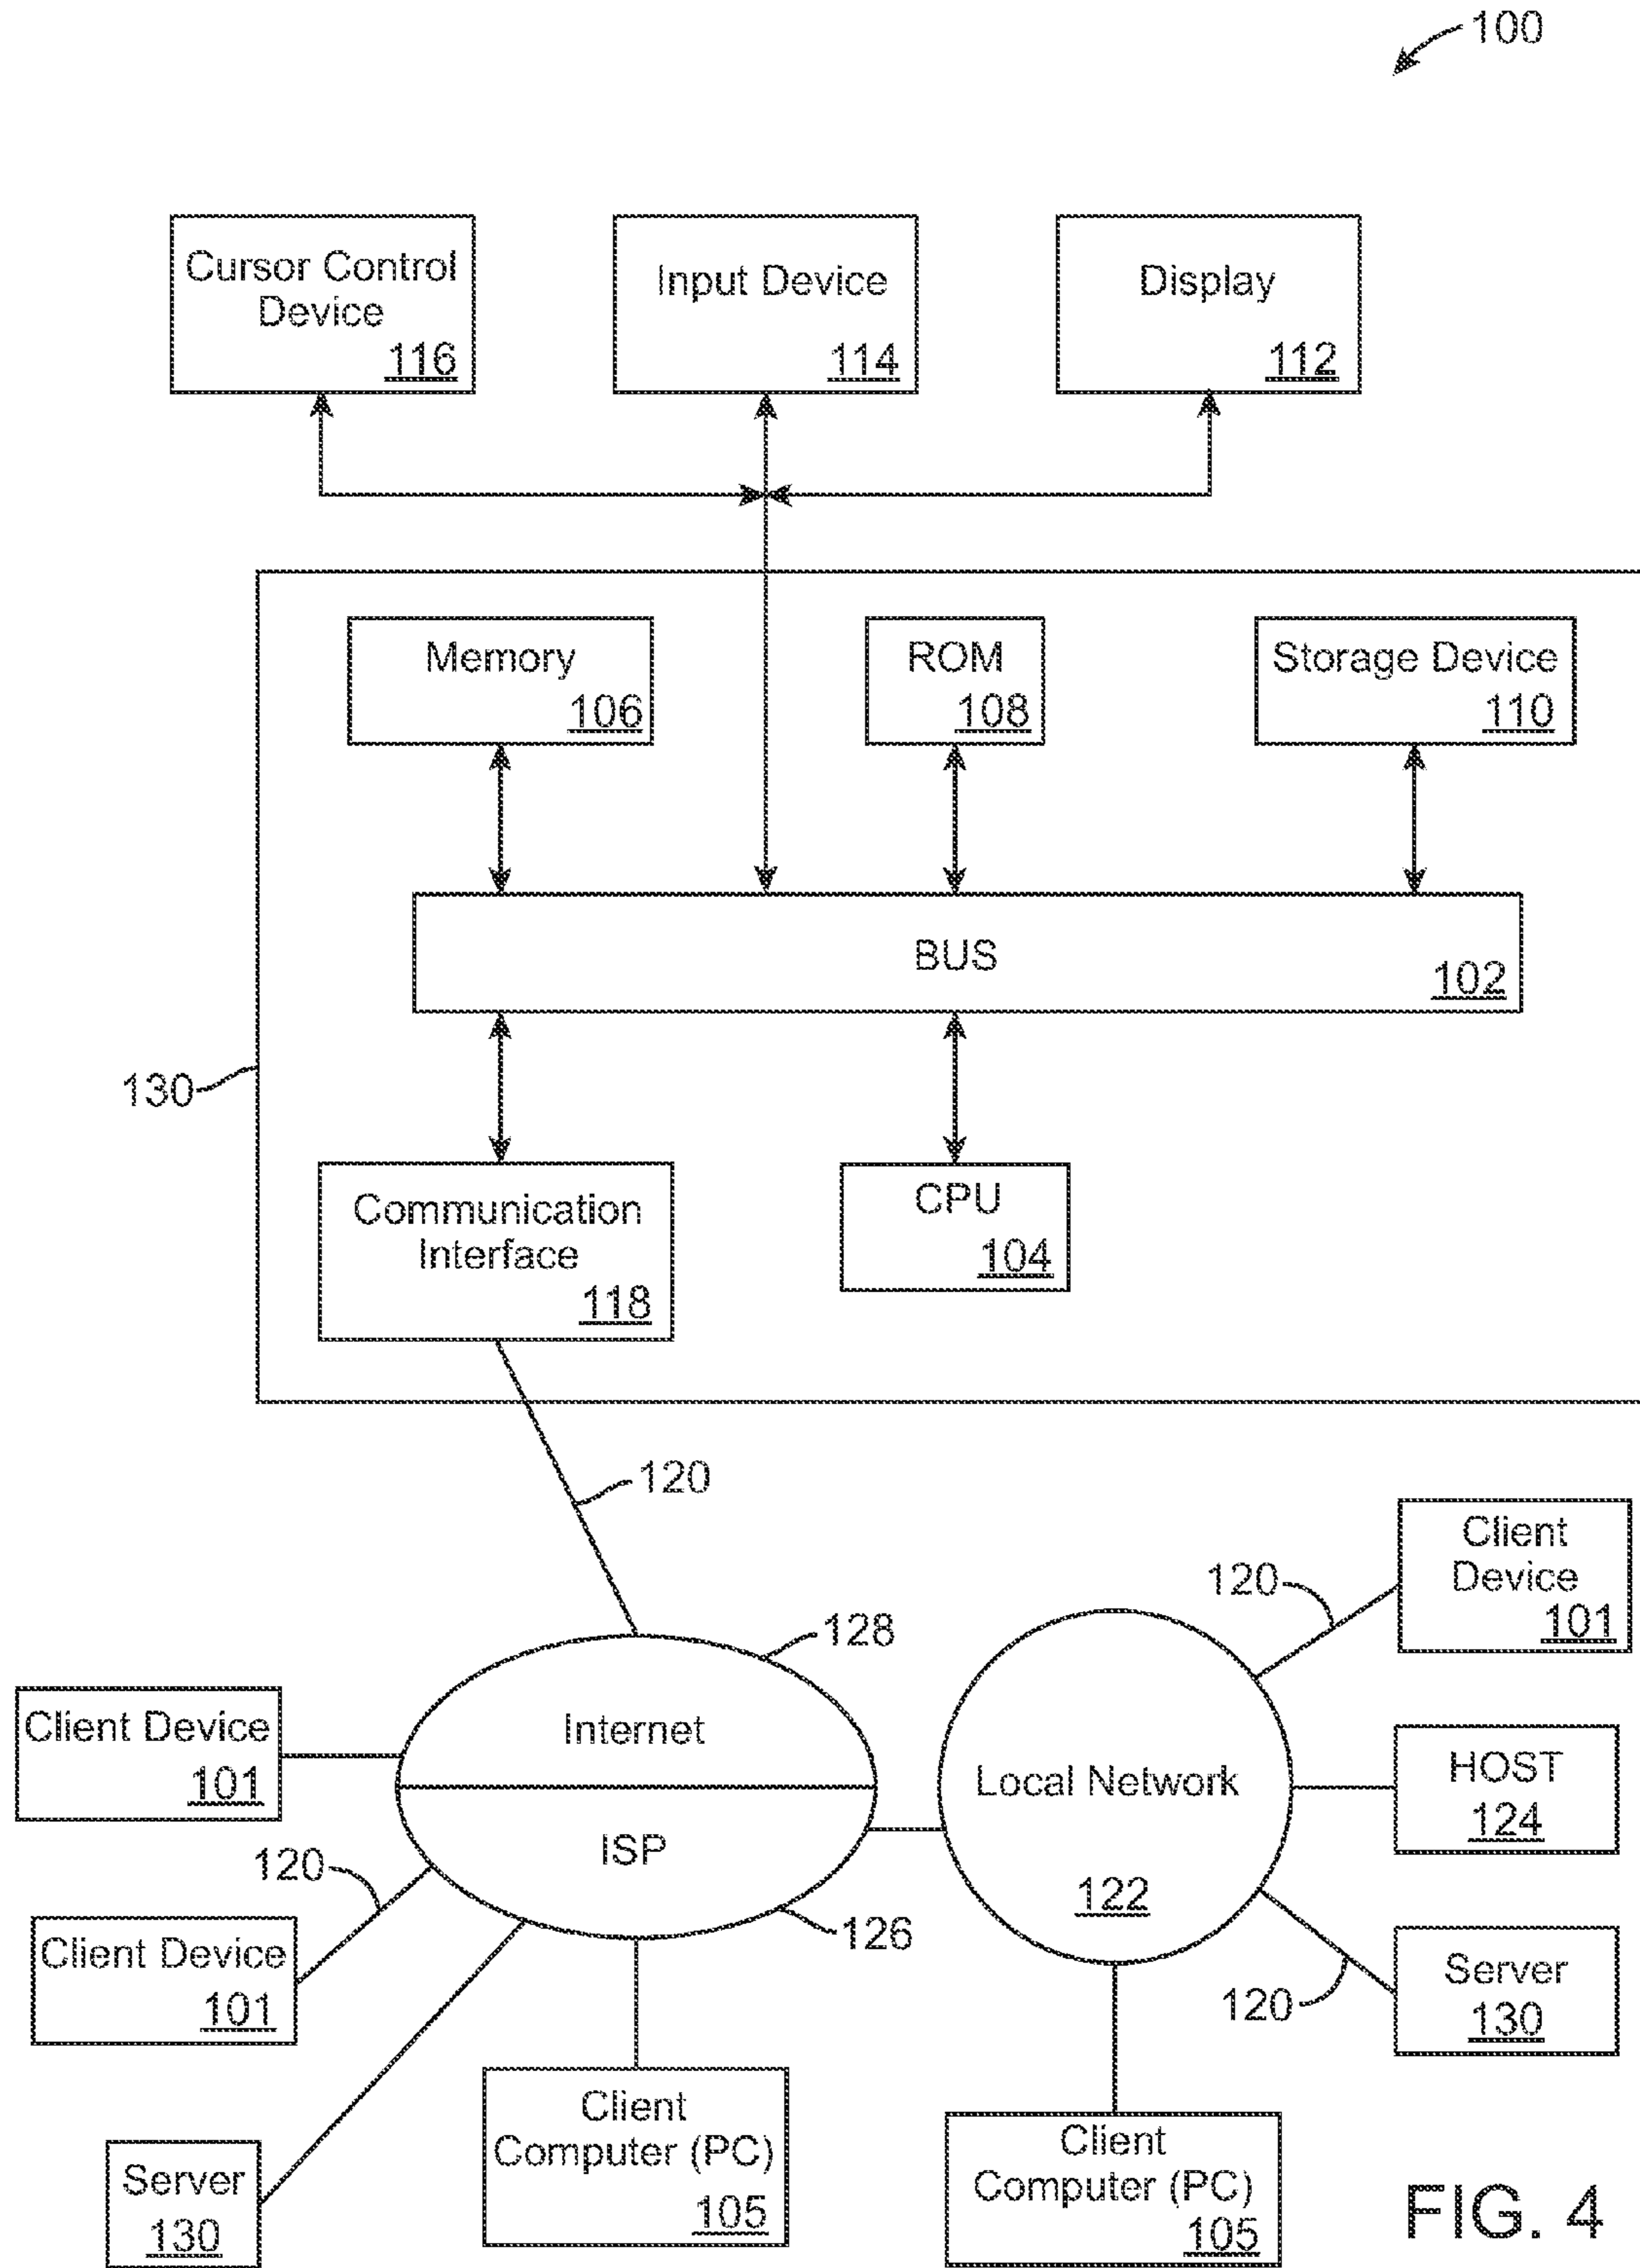 100
Cursor Control
Device
116
Input Device
114
Display
112
Memory
106
ROM
108
Storage Device
110
BUS
102
130
Communication
Interface
118
CPU
104
120
Client
Device
101
120
128
Internet
Client Device
101
Local Network
122
HOST
124
ISP
120
126
Client Device
101
Server
130
120
Client
Computer (PC)
105
Client
Computer (PC)
105
Server
130
FIG. 4